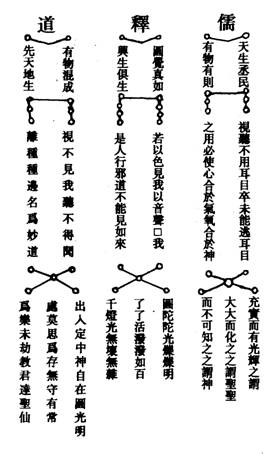 儒
天生丞民
有物有則
視聽不用耳目卒未能逃耳目
之用必使心合於氣氣合於神
充實而有光輝之謂
大大而化之之謂聖聖
而不可知之之謂神
釋
圓覺真如
與生俱生
若以色見我以音聲□我
是人行邪道不能見如來
圓陀陀光爍爍明
了了活潑潑如百
千燈光無壞無雜
道
有物混成
先天地生
視不見我聽不得聞
離種種邊名爲妙道
出入定中神自在圓光明
處莫思爲存無守有常
爲樂未劫教君達聖仙